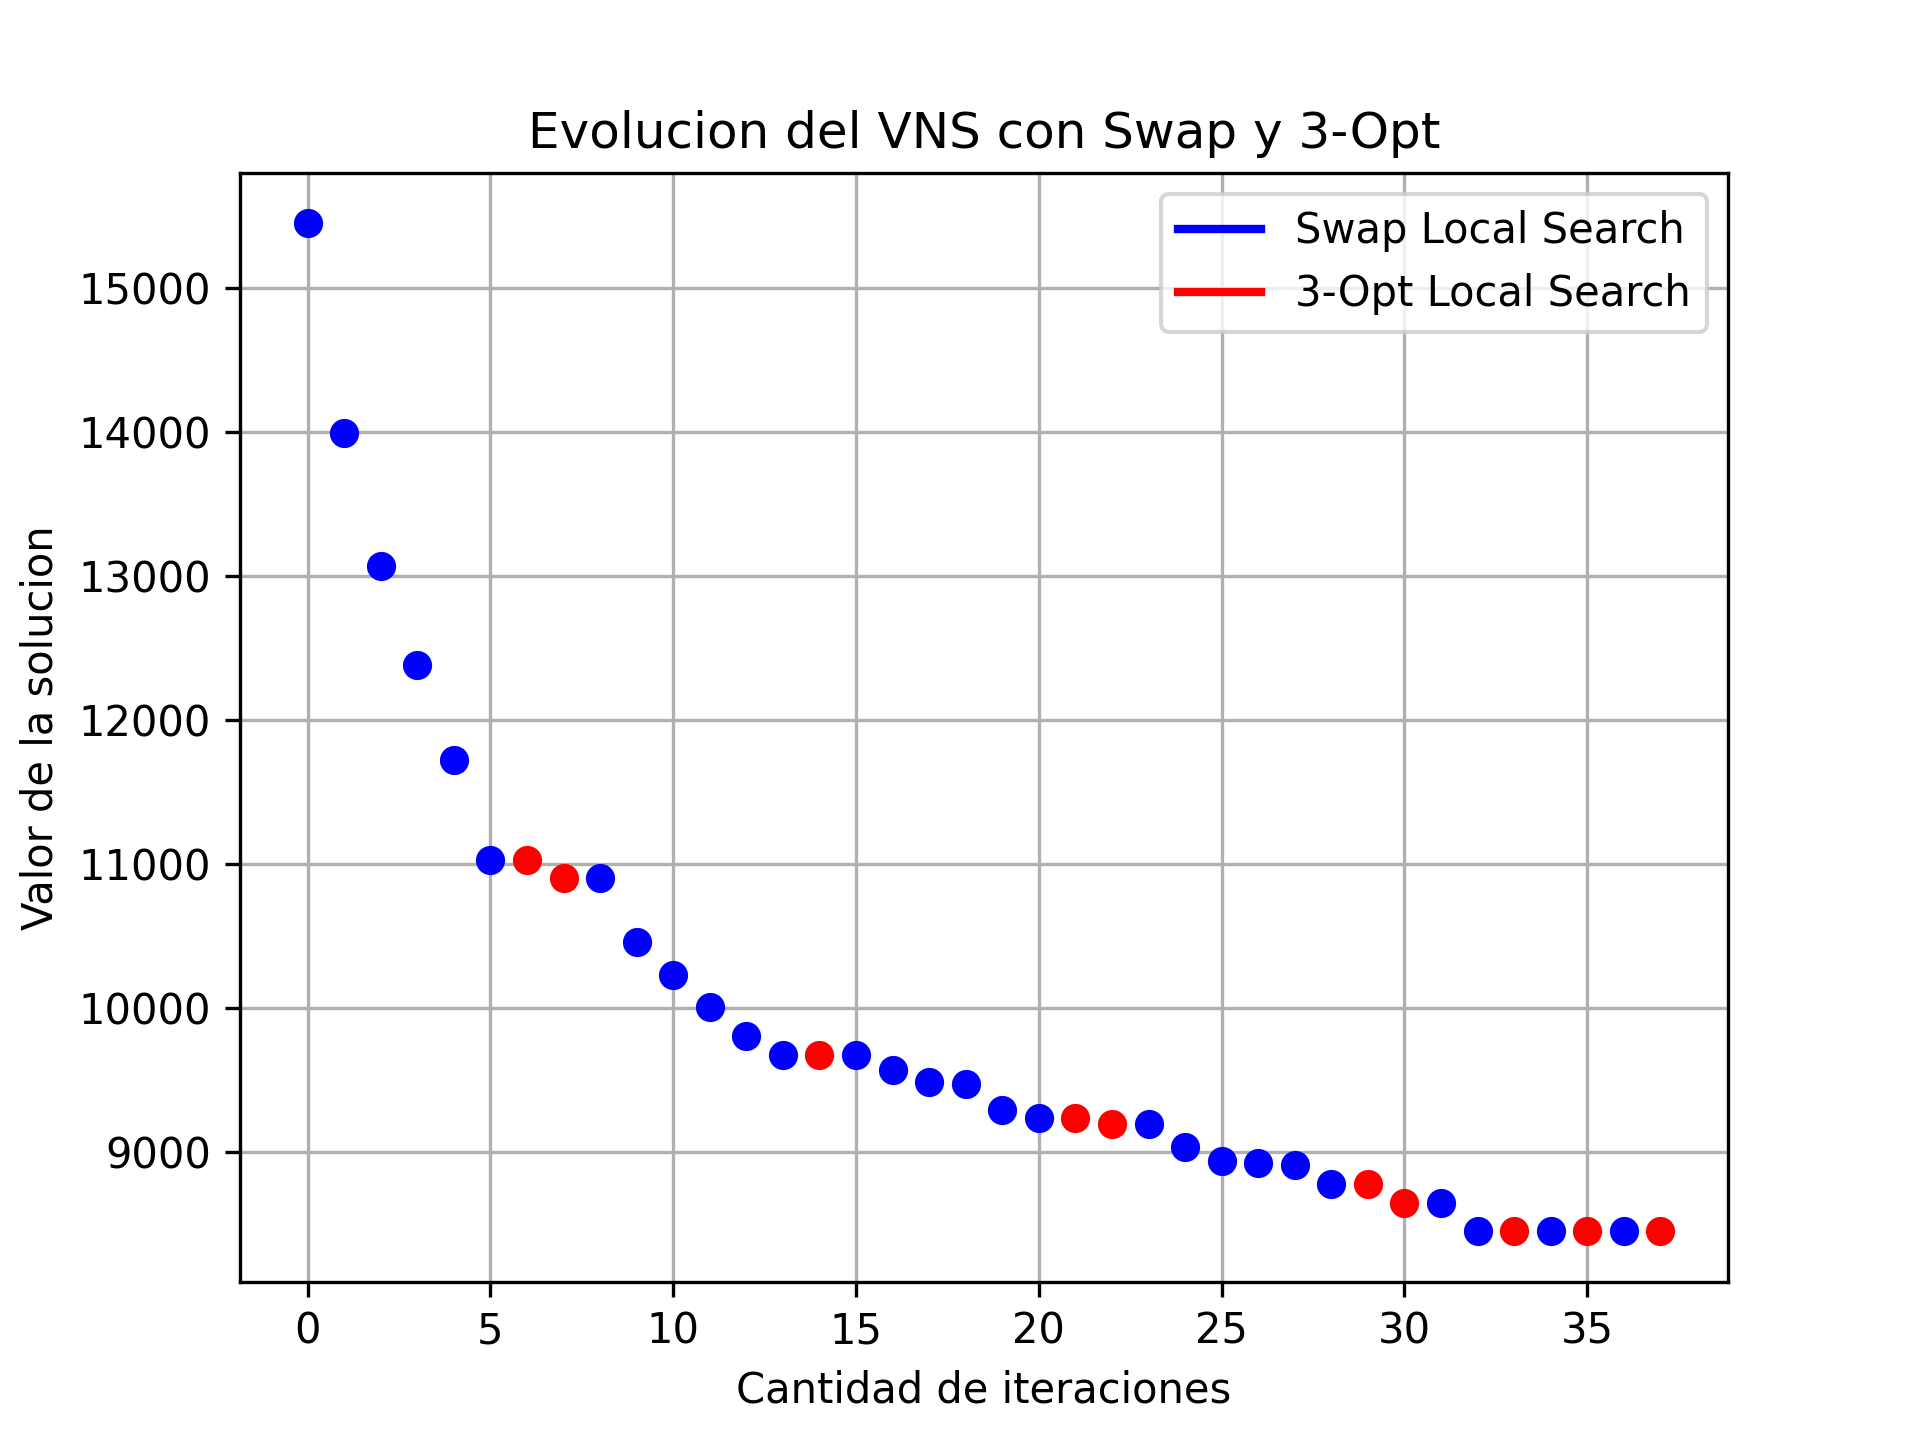 Evolucion del VNS con Swap y 3-Opt
Swap Local Search
3-Opt Local Search
Valor de la solucion
15000
14000
13000
12000
11000
10000
9000
0 5 10 15 20 25 30 35
Cantidad de iteraciones